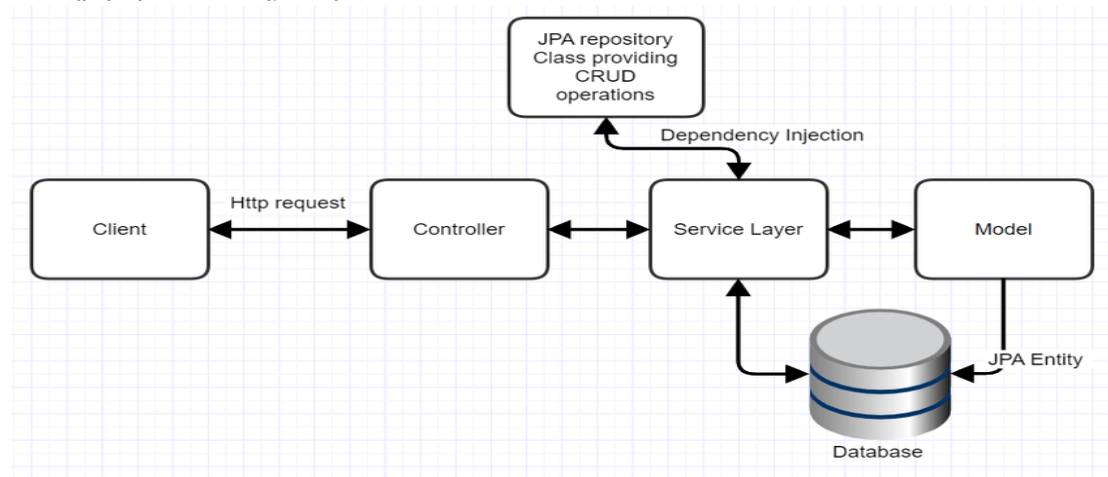 JPA repository
Class providing
CRUD
operations
Dependency Injection
Client
Http request
Controller
Service Layer
Model
JPA Entity
Database